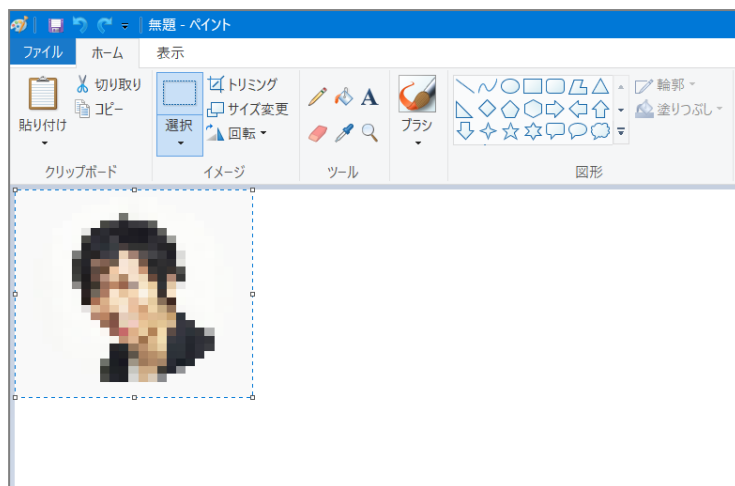 無題 - ペイント
ファイル ホーム 表示
貼り付け
切り取り
コピー
クリップボード
選択
トリミング
サイズ変更
回転
イメージ
A
ツール
ブラシ
輪郭
塗りつぶし
図形